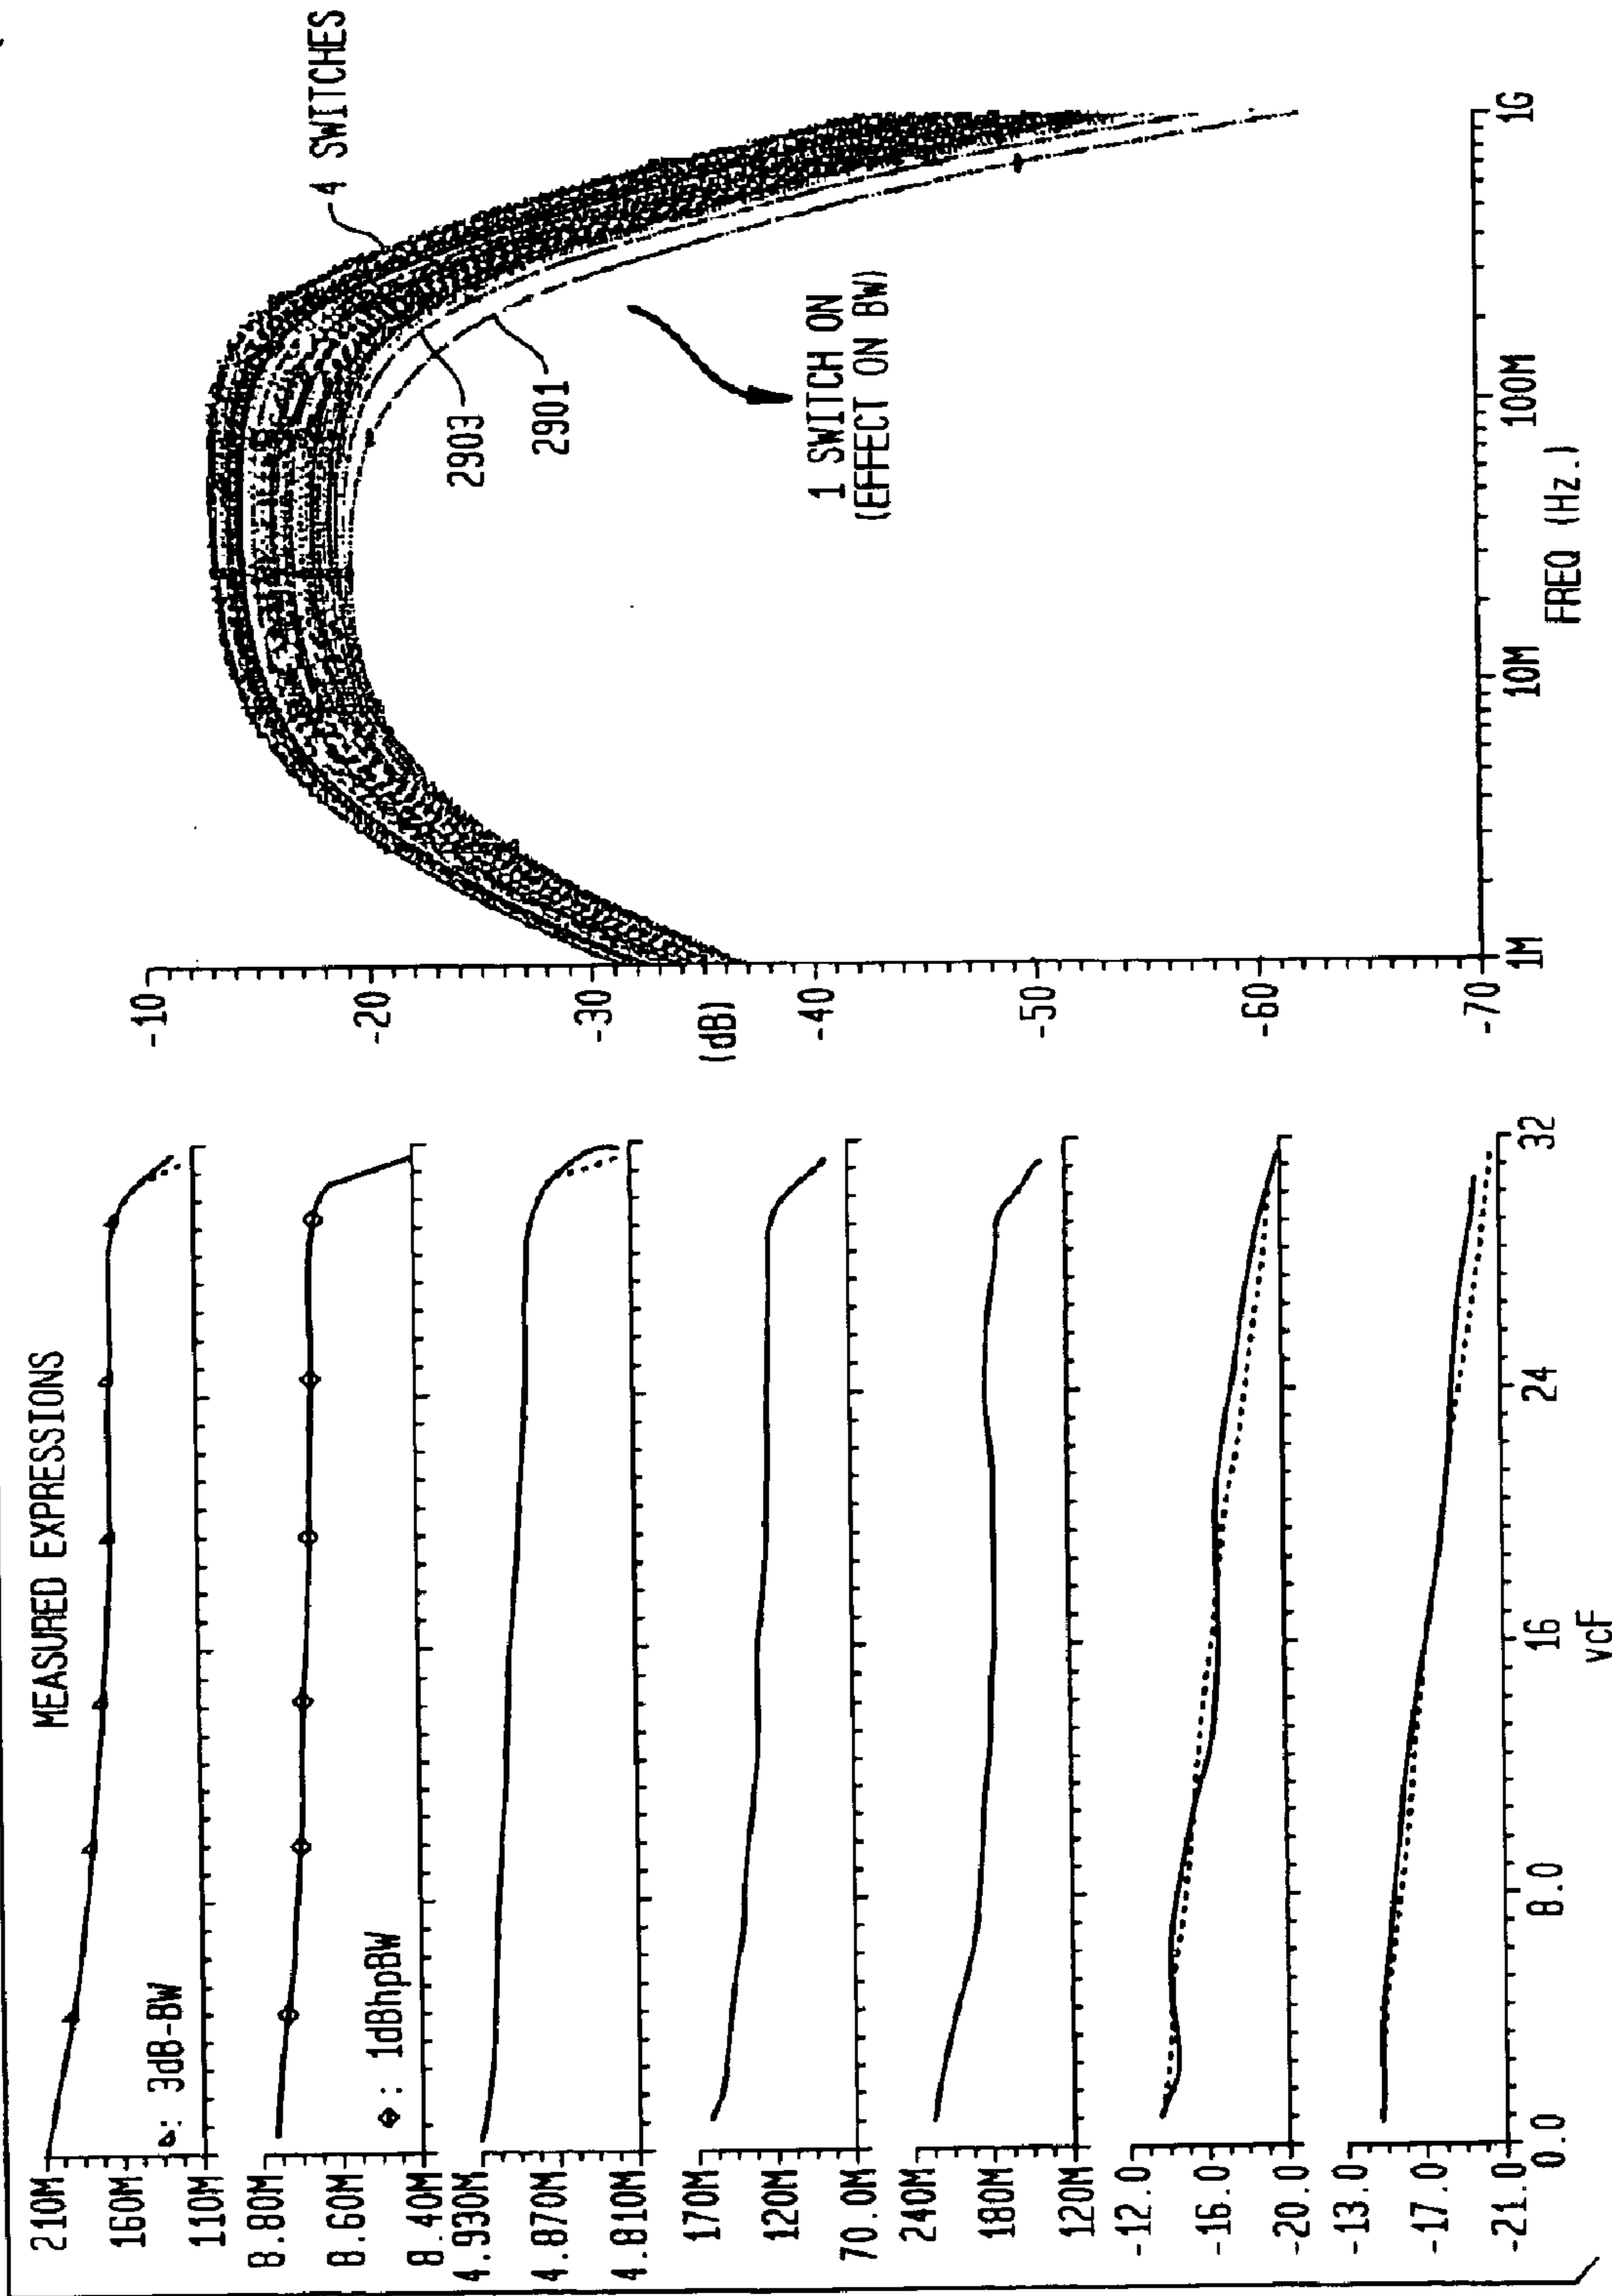 MEASURED EXPRESSIONS
210M
160M
110M
▵: 3dB-BW
8.80M
8.60M
8.40M
⟡: 1dBhpBW
4.930M
4.870M
4.810M
170M
120M
70.0M
240M
180M
120M
-12.0
-16.0
-20.0
-13.0
-17.0
-21.0
0.0
8.0
16
24
32
vcF
-10
-20
-30
(dB)
-40
-50
-60
-70
1M
10M
100M
1G
FREQ (Hz.)
4 SWITCHES
2903
2901
1 SWITCH ON
(EFFECT ON BW)